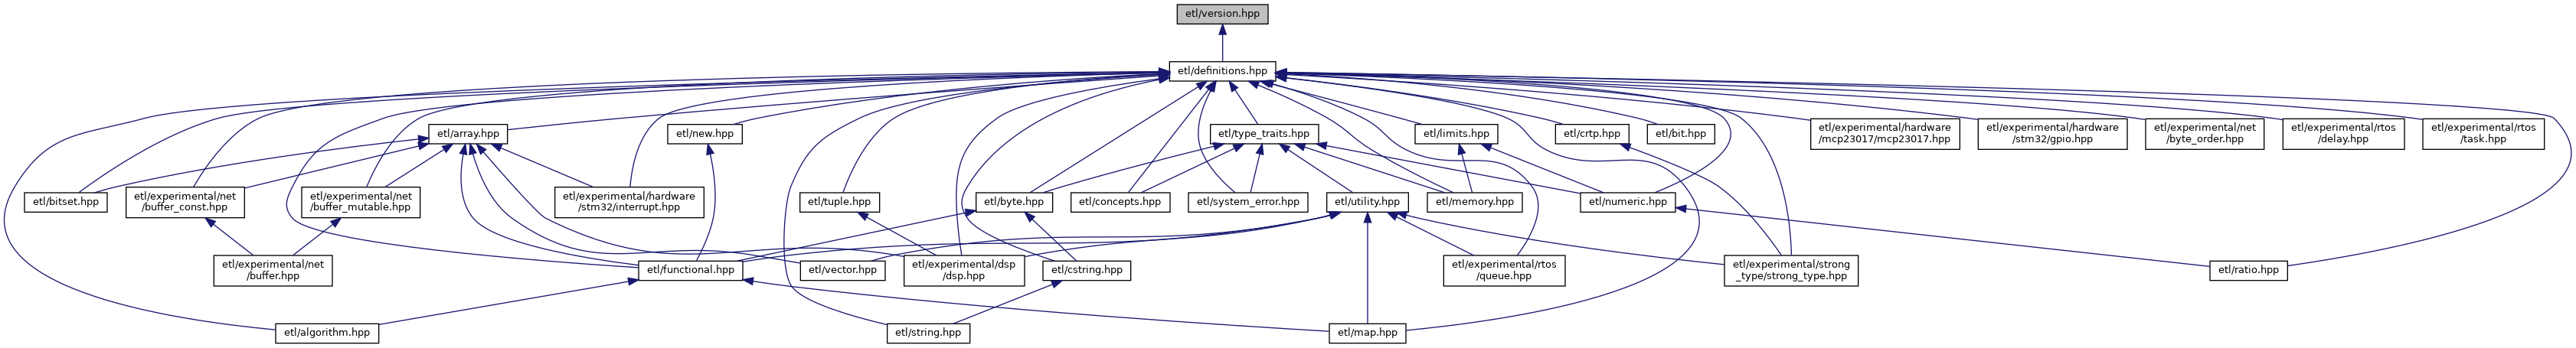 etl/version.hpp
etl/definitions.hpp
etl/array.hpp
etl/new.hpp
etl/type_traits.hpp
etl/limits.hpp
etl/crtp.hpp
etl/bit.hpp
etl/experimental/hardware
/mcp23017/mcp23017.hpp
etl/experimental/hardware
/stm32/gpio.hpp
etl/experimental/net
/byte_order.hpp
etl/experimental/rtos
/delay.hpp
etl/experimental/rtos
/task.hpp
etl/bitset.hpp
etl/experimental/net
/buffer_const.hpp
etl/experimental/net
/buffer_mutable.hpp
etl/experimental/hardware
/stm32/interrupt.hpp
etl/tuple.hpp
etl/byte.hpp
etl/concepts.hpp
etl/system_error.hpp
etl/utility.hpp
etl/memory.hpp
etl/numeric.hpp
etl/experimental/net
/buffer.hpp
etl/functional.hpp
etl/vector.hpp
etl/experimental/dsp
/dsp.hpp
etl/cstring.hpp
etl/experimental/rtos
/queue.hpp
etl/experimental/strong
_type/strong_type.hpp
etl/ratio.hpp
etl/algorithm.hpp
etl/string.hpp
etl/map.hpp